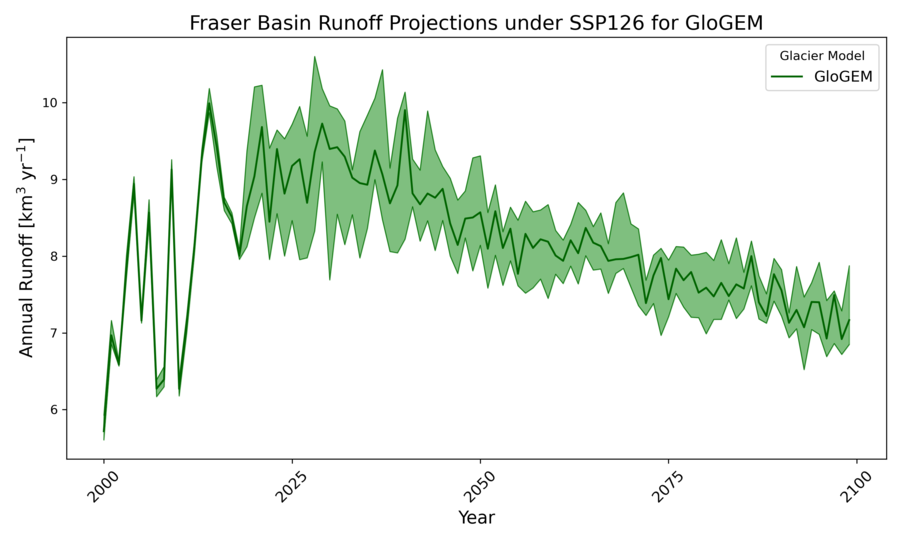 Fraser Basin Runoff Projections under SSP126 for GloGEM
Glacier Model
GloGEM
Annual Runoff [km³ yr⁻¹]
10
9
8
7
6
2000
2025
2050
2075
2100
Year